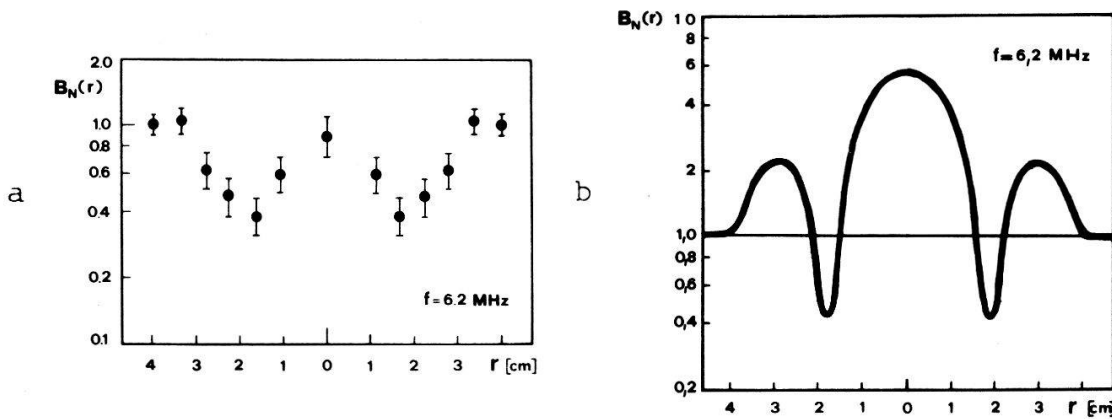 a
B_N(r)
2.0
1.0
0.8
0.6
0.4
0.2
0.1
f=6.2 MHz
4 3 2 1 0 1 2 3 r [cm]
b
B_N(r)
10
8
6
4
2
1,0
0,8
0,6
0,4
0,2
f=6,2 MHz
4 3 2 1 0 1 2 3 r [cm]